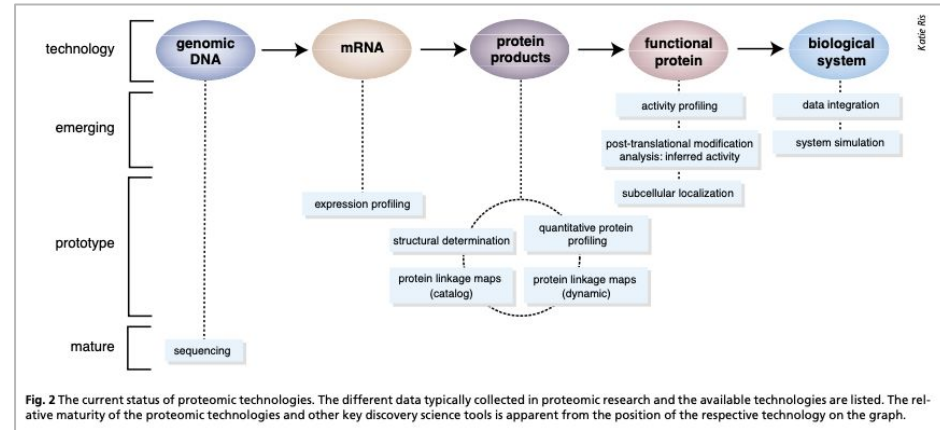 technology
genomic
DNA
mRNA
protein
products
functional
protein
biological
system
Katie Ris
emerging
activity profiling
data integration
post-translational modification
analysis: inferred activity
system simulation
subcellular localization
prototype
expression profiling
structural determination
quantitative protein
profiling
protein linkage maps
(catalog)
protein linkage maps
(dynamic)
mature
sequencing
Fig. 2 The current status of proteomic technologies. The different data typically collected in proteomic research and the available technologies are listed. The rel-
ative maturity of the proteomic technologies and other key discovery science tools is apparent from the position of the respective technology on the graph.